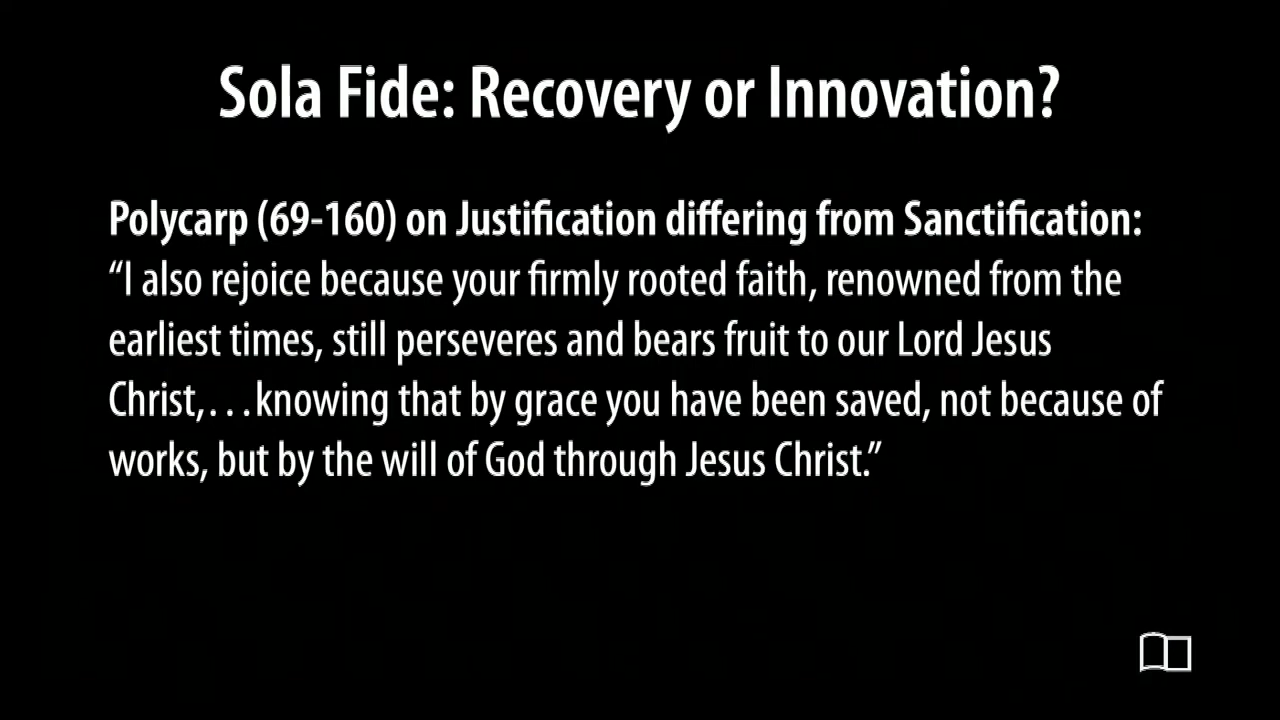 Sola Fide: Recovery or Innovation?
Polycarp (69-160) on Justification differing from Sanctification:
“I also rejoice because your firmly rooted faith, renowned from the
earliest times, still perseveres and bears fruit to our Lord Jesus
Christ,…knowing that by grace you have been saved, not because of
works, but by the will of God through Jesus Christ.”